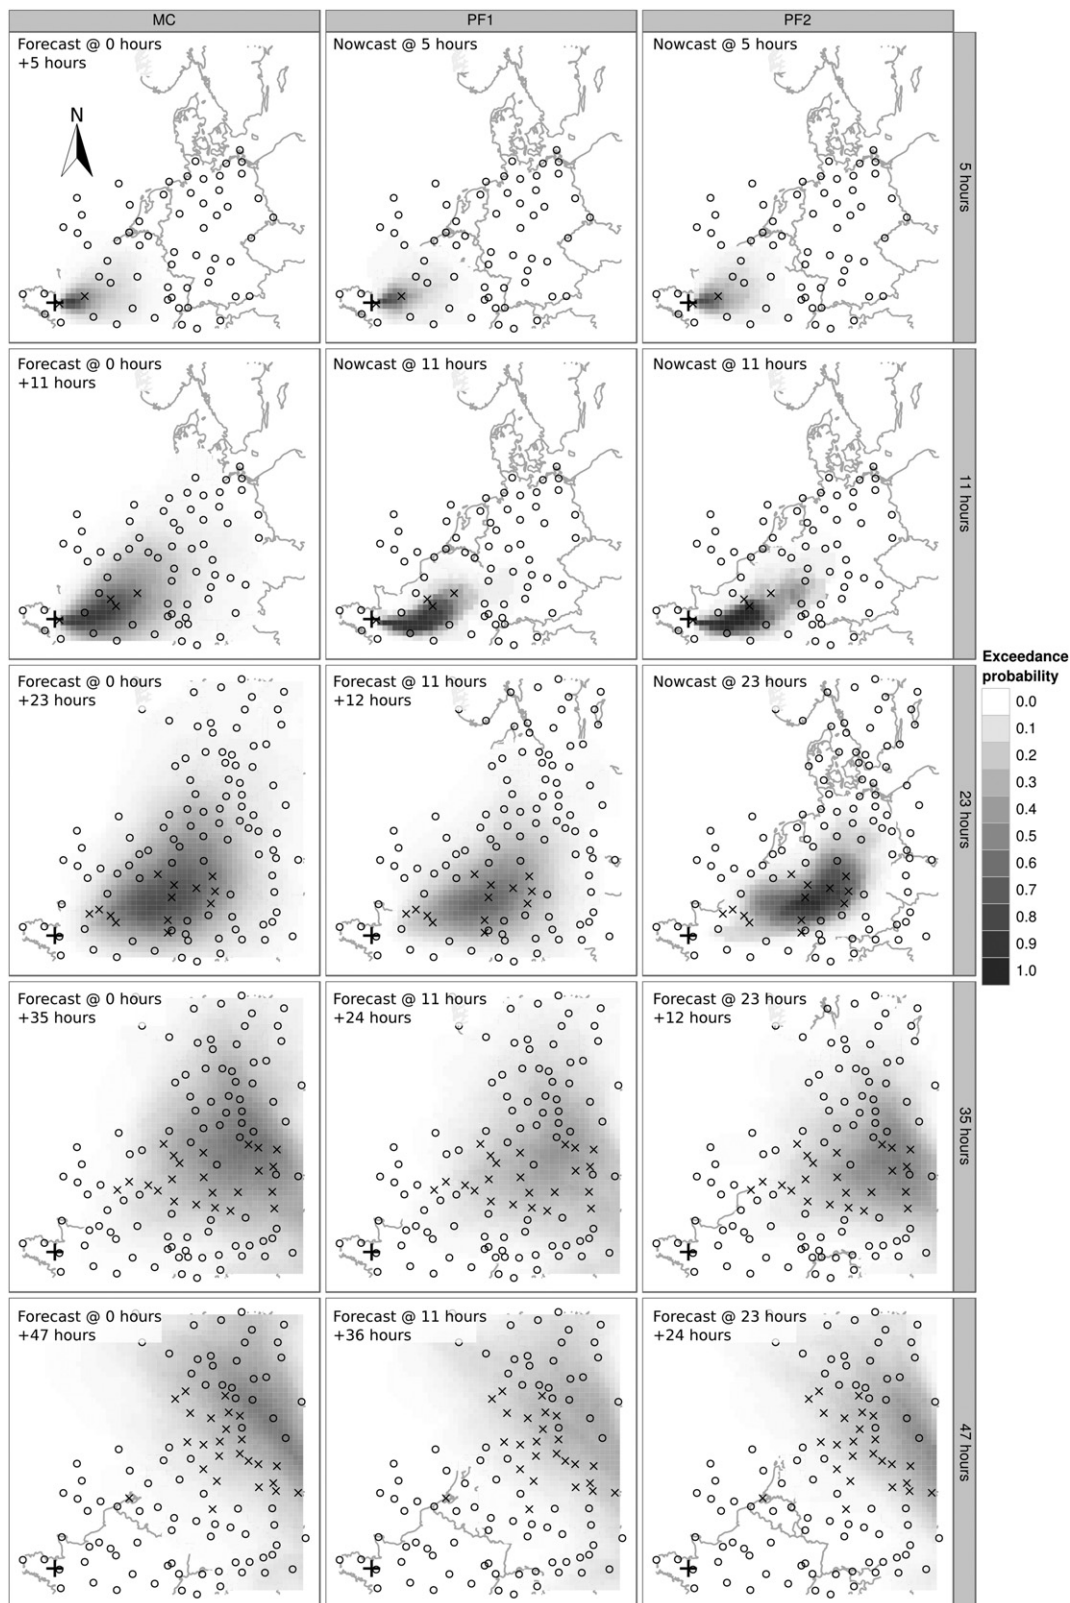 MC
PF1
PF2
Forecast @ 0 hours
+5 hours
N
Nowcast @ 5 hours
Nowcast @ 5 hours
5 hours
Forecast @ 0 hours
+11 hours
Nowcast @ 11 hours
Nowcast @ 11 hours
11 hours
Forecast @ 0 hours
+23 hours
Forecast @ 11 hours
+12 hours
Nowcast @ 23 hours
23 hours
Exceedance
probability
0.0
0.1
0.2
0.3
0.4
0.5
0.6
0.7
0.8
0.9
1.0
Forecast @ 0 hours
+35 hours
Forecast @ 11 hours
+24 hours
Forecast @ 23 hours
+12 hours
35 hours
Forecast @ 0 hours
+47 hours
Forecast @ 11 hours
+36 hours
Forecast @ 23 hours
+24 hours
47 hours